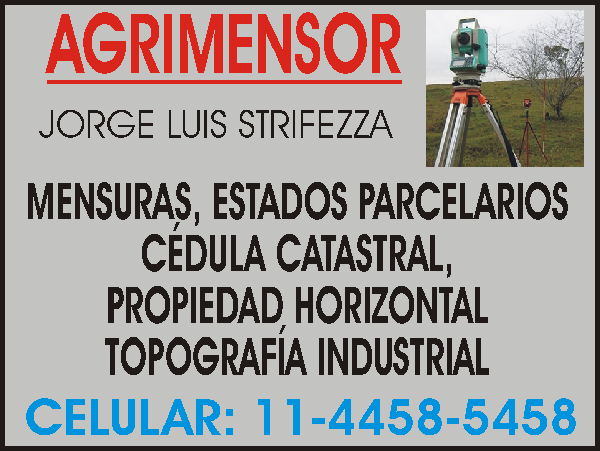 AGRIMENSOR
JORGE LUIS STRIFEZZA
MENSURAS, ESTADOS PARCELARIOS
CÉDULA CATASTRAL,
PROPIEDAD HORIZONTAL
TOPOGRAFÍA INDUSTRIAL
CELULAR: 11-4458-5458